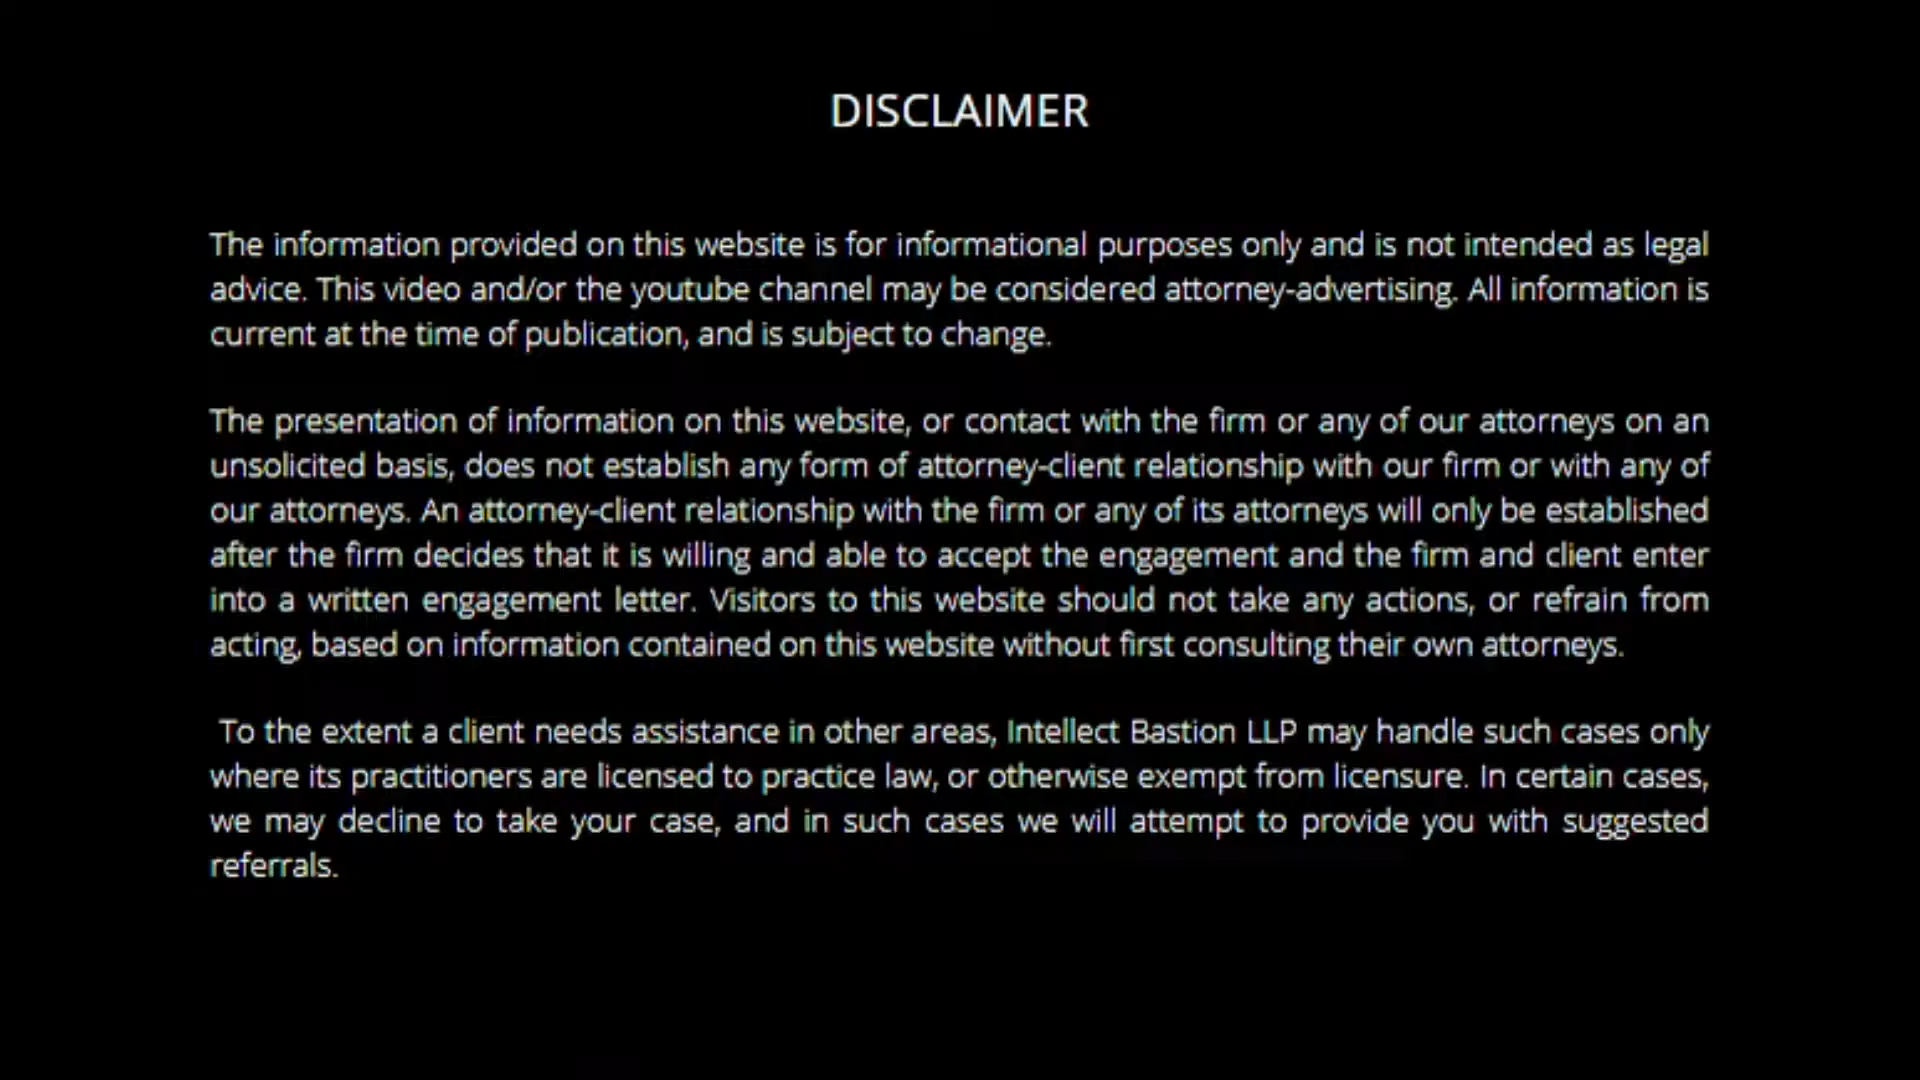 DISCLAIMER
The information provided on this website is for informational purposes only and is not intended as legal
advice. This video and/or the youtube channel may be considered attorney-advertising. All information is
current at the time of publication, and is subject to change.
The presentation of information on this website, or contact with the firm or any of our attorneys on an
unsolicited basis, does not establish any form of attorney-client relationship with our firm or with any of
our attorneys. An attorney-client relationship with the firm or any of its attorneys will only be established
after the firm decides that it is willing and able to accept the engagement and the firm and client enter
into a written engagement letter. Visitors to this website should not take any actions, or refrain from
acting, based on information contained on this website without first consulting their own attorneys.
To the extent a client needs assistance in other areas, Intellect Bastion LLP may handle such cases only
where its practitioners are licensed to practice law, or otherwise exempt from licensure. In certain cases,
we may decline to take your case, and in such cases we will attempt to provide you with suggested
referrals.